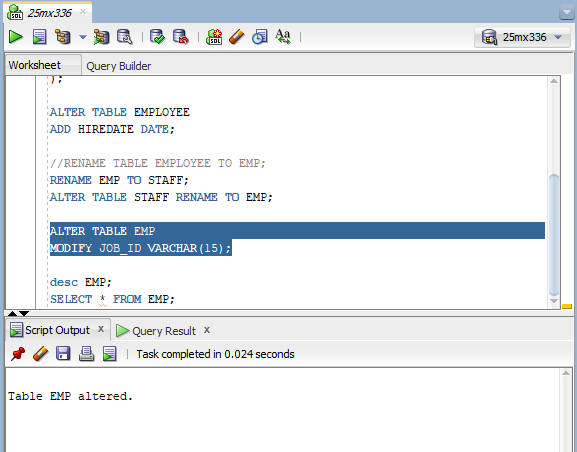 25mx336
25mx336
Worksheet Query Builder
);
ALTER TABLE EMPLOYEE
ADD HIREDATE DATE;
//RENAME TABLE EMPLOYEE TO EMP;
RENAME EMP TO STAFF;
ALTER TABLE STAFF RENAME TO EMP;
ALTER TABLE EMP
MODIFY JOB_ID VARCHAR(15);
desc EMP;
SELECT * FROM EMP;
Script Output x Query Result x
Task completed in 0.024 seconds
Table EMP altered.